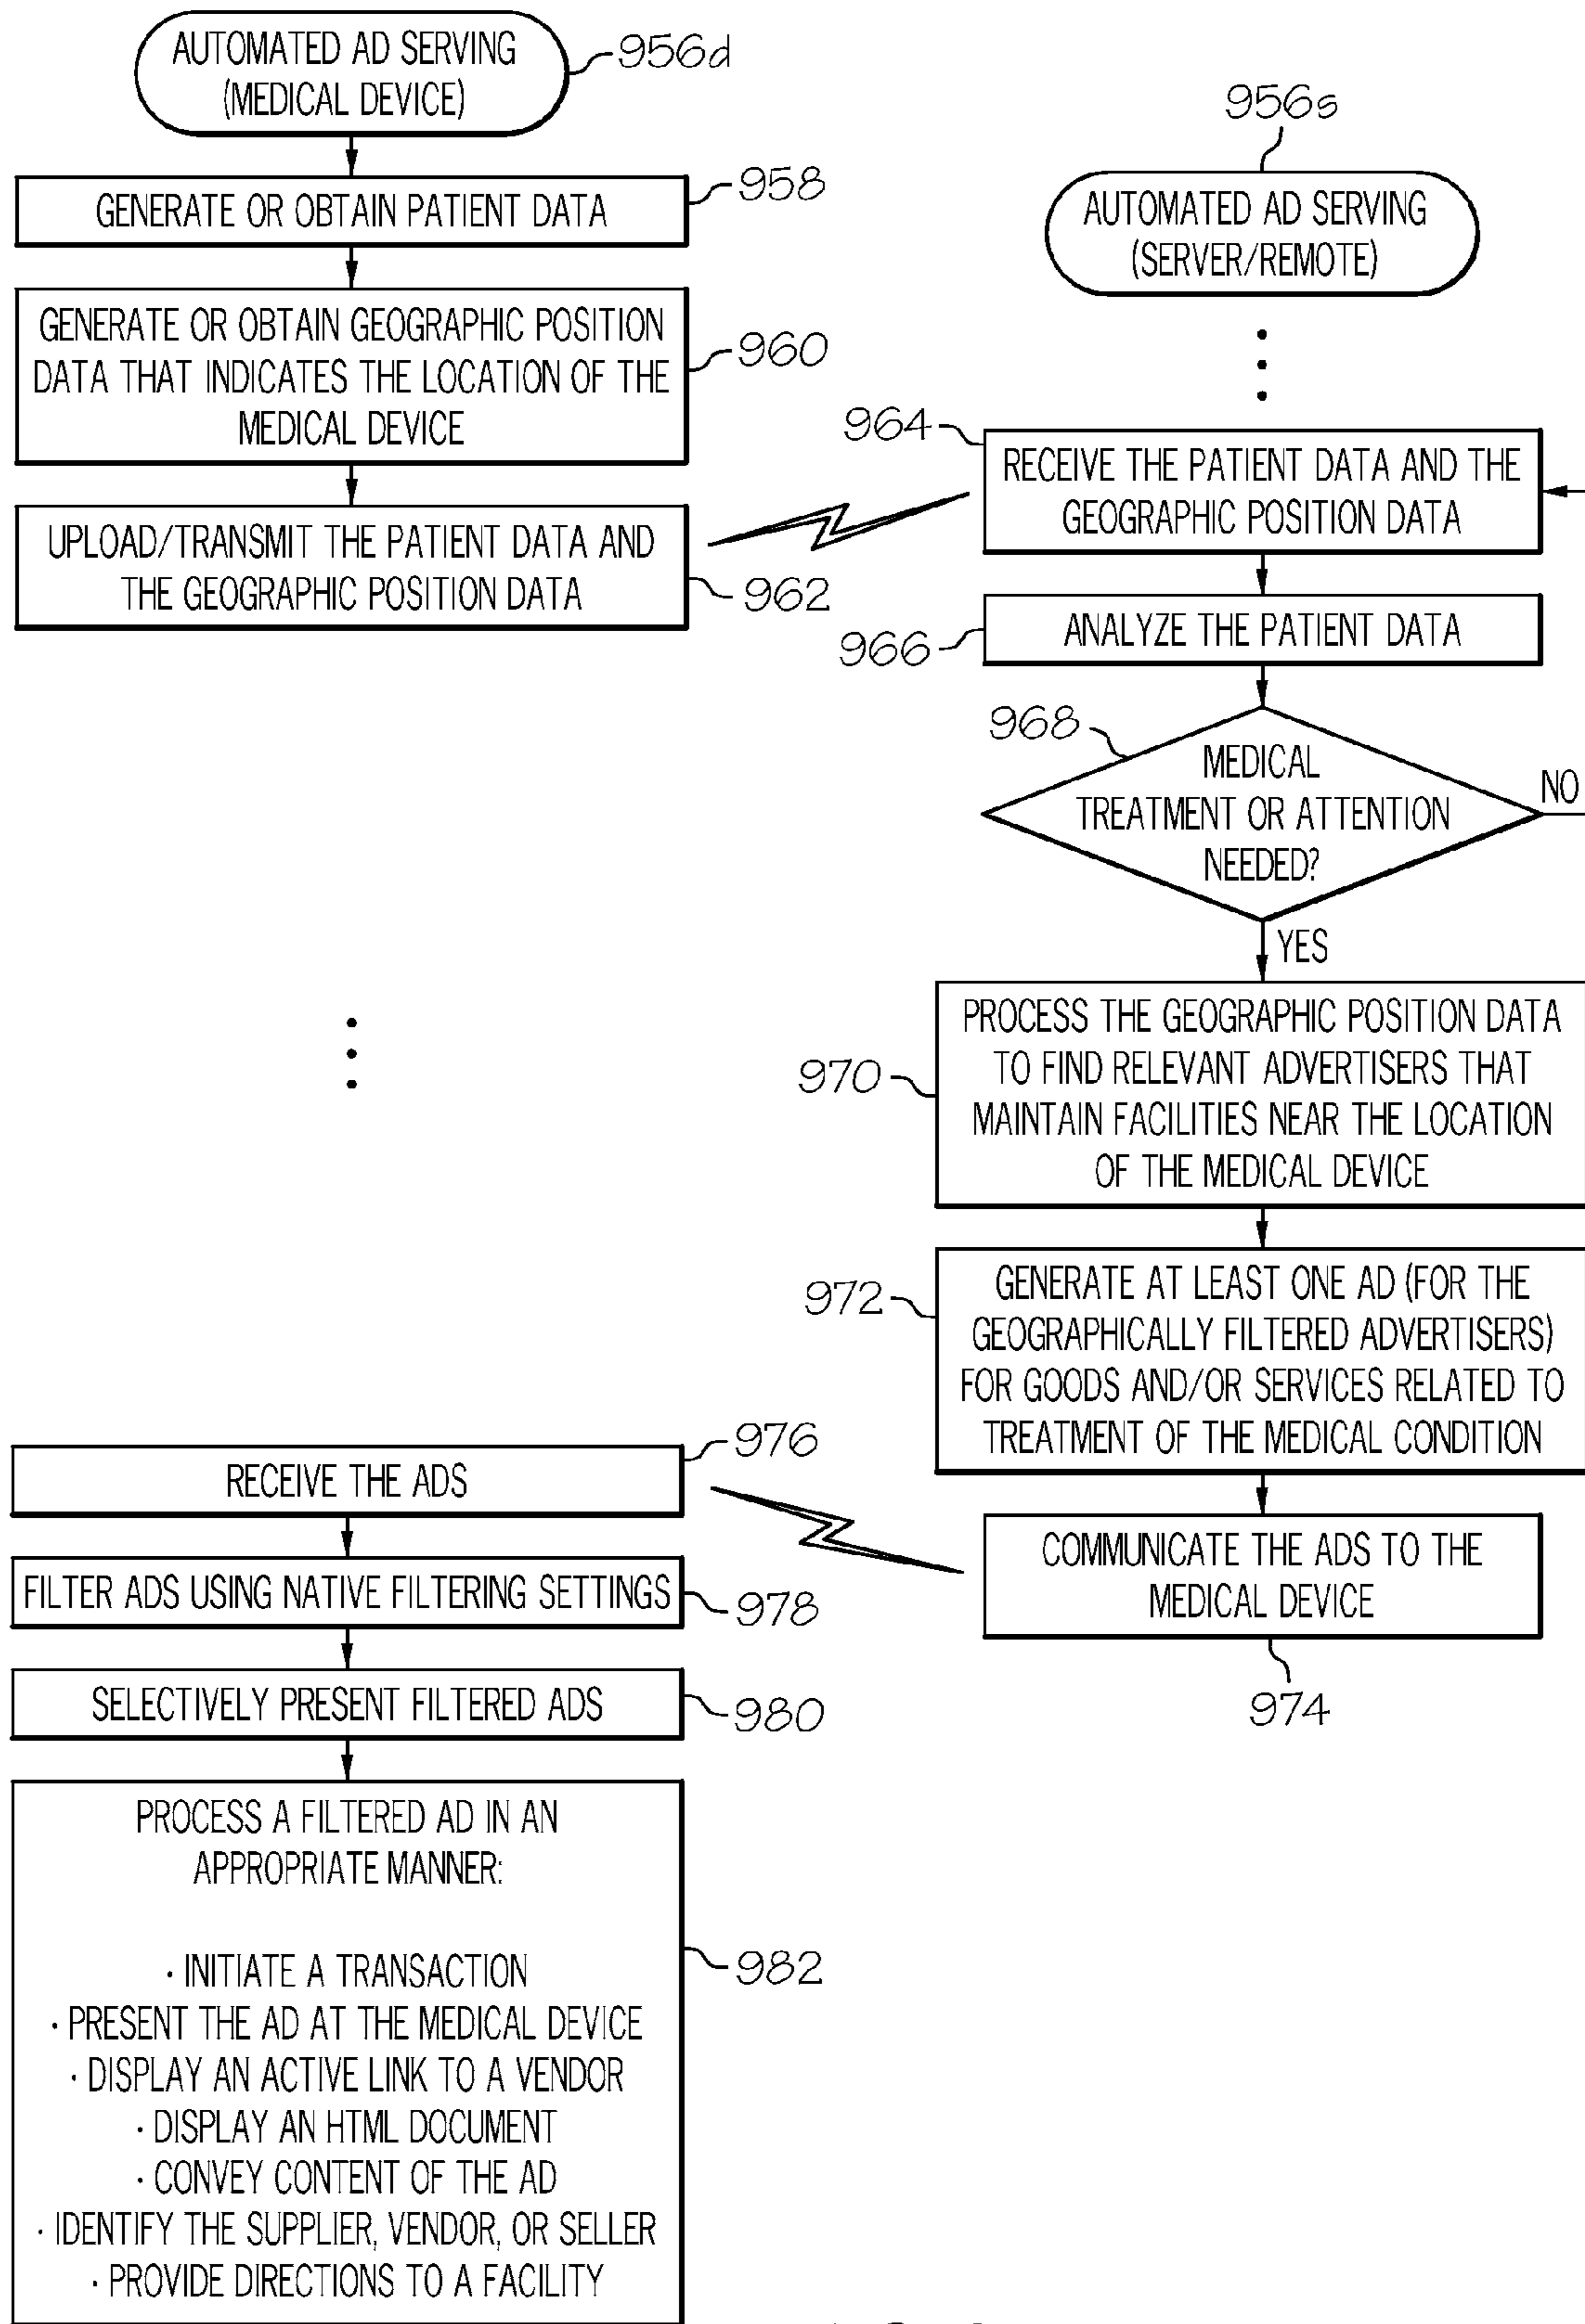 AUTOMATED AD SERVING
(MEDICAL DEVICE)
956d
GENERATE OR OBTAIN PATIENT DATA
958
GENERATE OR OBTAIN GEOGRAPHIC POSITION
DATA THAT INDICATES THE LOCATION OF THE
MEDICAL DEVICE
960
UPLOAD/TRANSMIT THE PATIENT DATA AND
THE GEOGRAPHIC POSITION DATA
962
956s
AUTOMATED AD SERVING
(SERVER/REMOTE)
964
RECEIVE THE PATIENT DATA AND THE
GEOGRAPHIC POSITION DATA
966
ANALYZE THE PATIENT DATA
968
MEDICAL
TREATMENT OR ATTENTION
NEEDED?
NO
YES
970
PROCESS THE GEOGRAPHIC POSITION DATA
TO FIND RELEVANT ADVERTISERS THAT
MAINTAIN FACILITIES NEAR THE LOCATION
OF THE MEDICAL DEVICE
972
GENERATE AT LEAST ONE AD (FOR THE
GEOGRAPHICALLY FILTERED ADVERTISERS)
FOR GOODS AND/OR SERVICES RELATED TO
TREATMENT OF THE MEDICAL CONDITION
COMMUNICATE THE ADS TO THE
MEDICAL DEVICE
974
RECEIVE THE ADS
976
FILTER ADS USING NATIVE FILTERING SETTINGS
978
SELECTIVELY PRESENT FILTERED ADS
980
PROCESS A FILTERED AD IN AN
APPROPRIATE MANNER:
· INITIATE A TRANSACTION
· PRESENT THE AD AT THE MEDICAL DEVICE
· DISPLAY AN ACTIVE LINK TO A VENDOR
· DISPLAY AN HTML DOCUMENT
· CONVEY CONTENT OF THE AD
· IDENTIFY THE SUPPLIER, VENDOR, OR SELLER
· PROVIDE DIRECTIONS TO A FACILITY
982